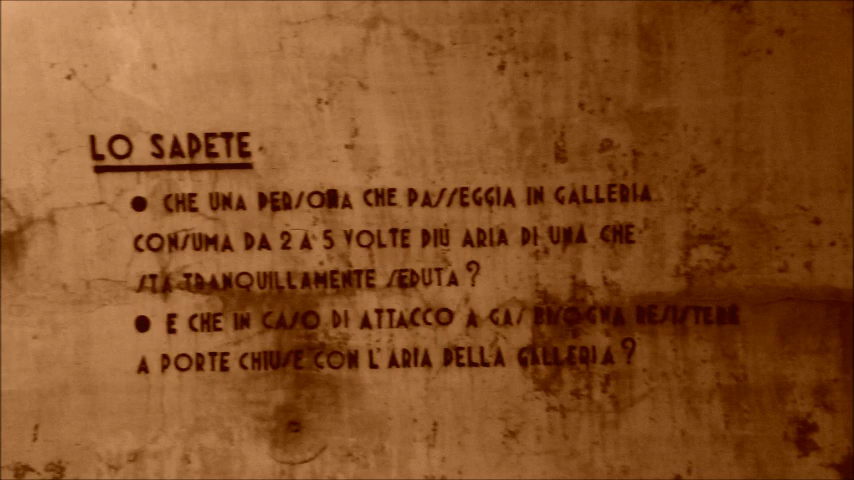 LO SAPETE
● CHE UNA PERSONA CHE PASSEGGIA IN GALLERIA
CONSUMA DA 2 A 5 VOLTE PIÙ ARIA DI UNA CHE
STA TRANQUILLAMENTE SEDUTA?
● E CHE IN CASO DI ATTACCO A GAS BISOGNA RESISTERE
A PORTE CHIUSE CON L'ARIA DELLA GALLERIA?